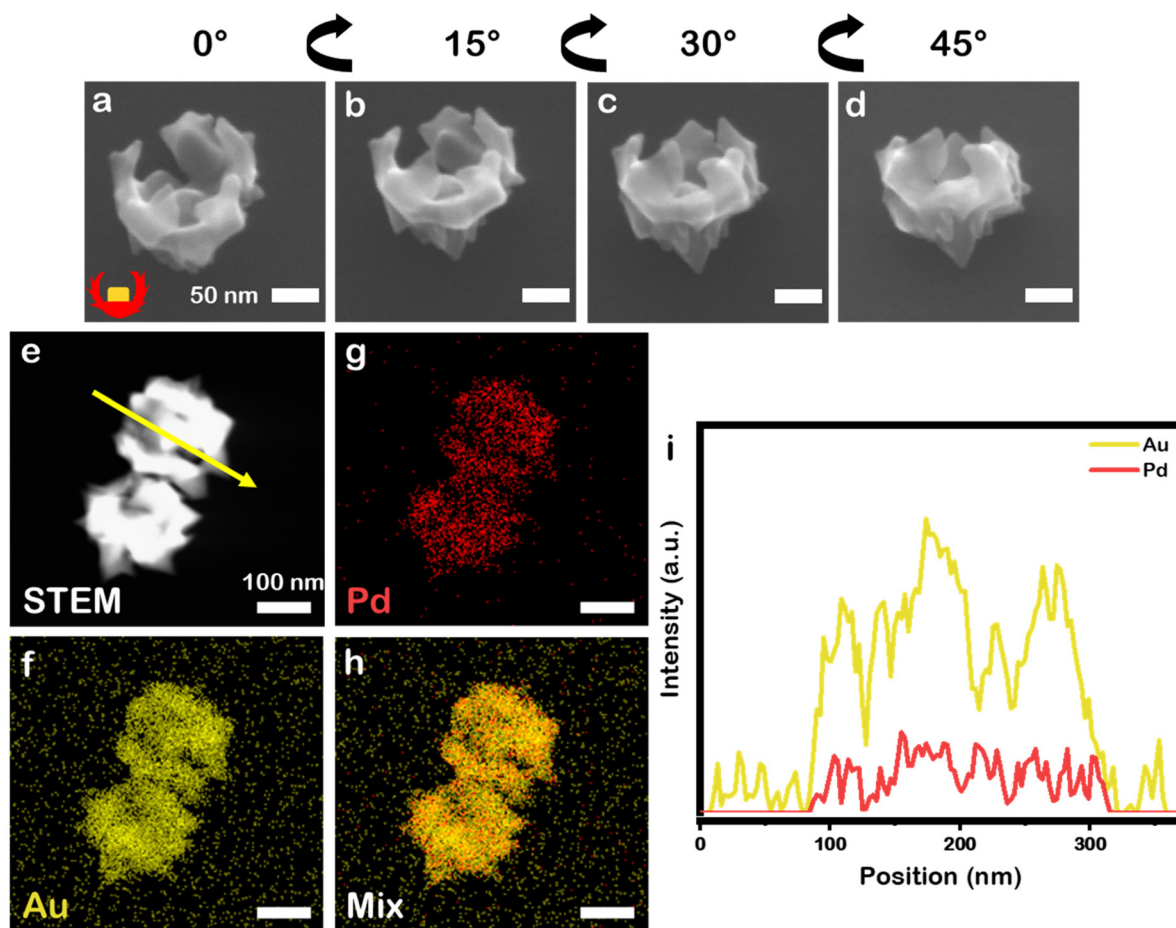 0° 15° 30° 45°
a b c d
50 nm
e g
100 nm
STEM Pd
f h
Au Mix
i
Au
Pd
Intensity (a.u.)
0 100 200 300
Position (nm)